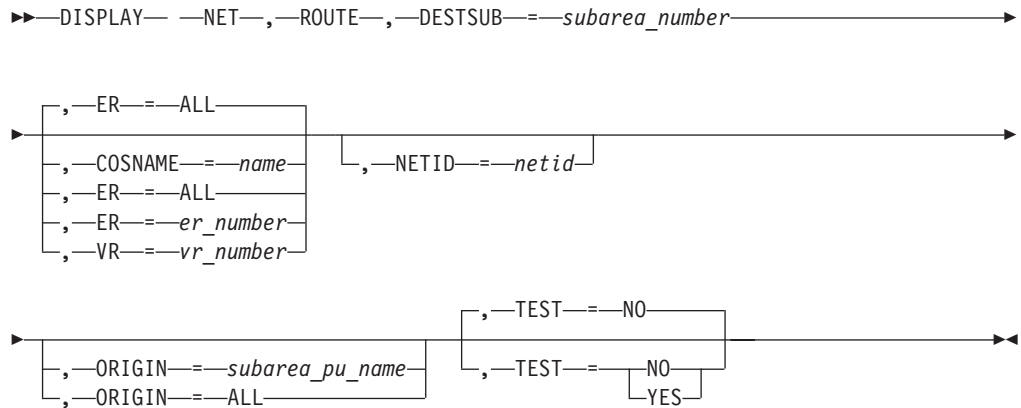 DISPLAY NET , ROUTE , DESTSUB = subarea_number
, ER = ALL
, COSNAME = name
, NETID = netid
, ER = ALL
, ER = er_number
, VR = vr_number
, TEST = NO
, ORIGIN = subarea_pu_name
, TEST = NO
, ORIGIN = ALL
YES